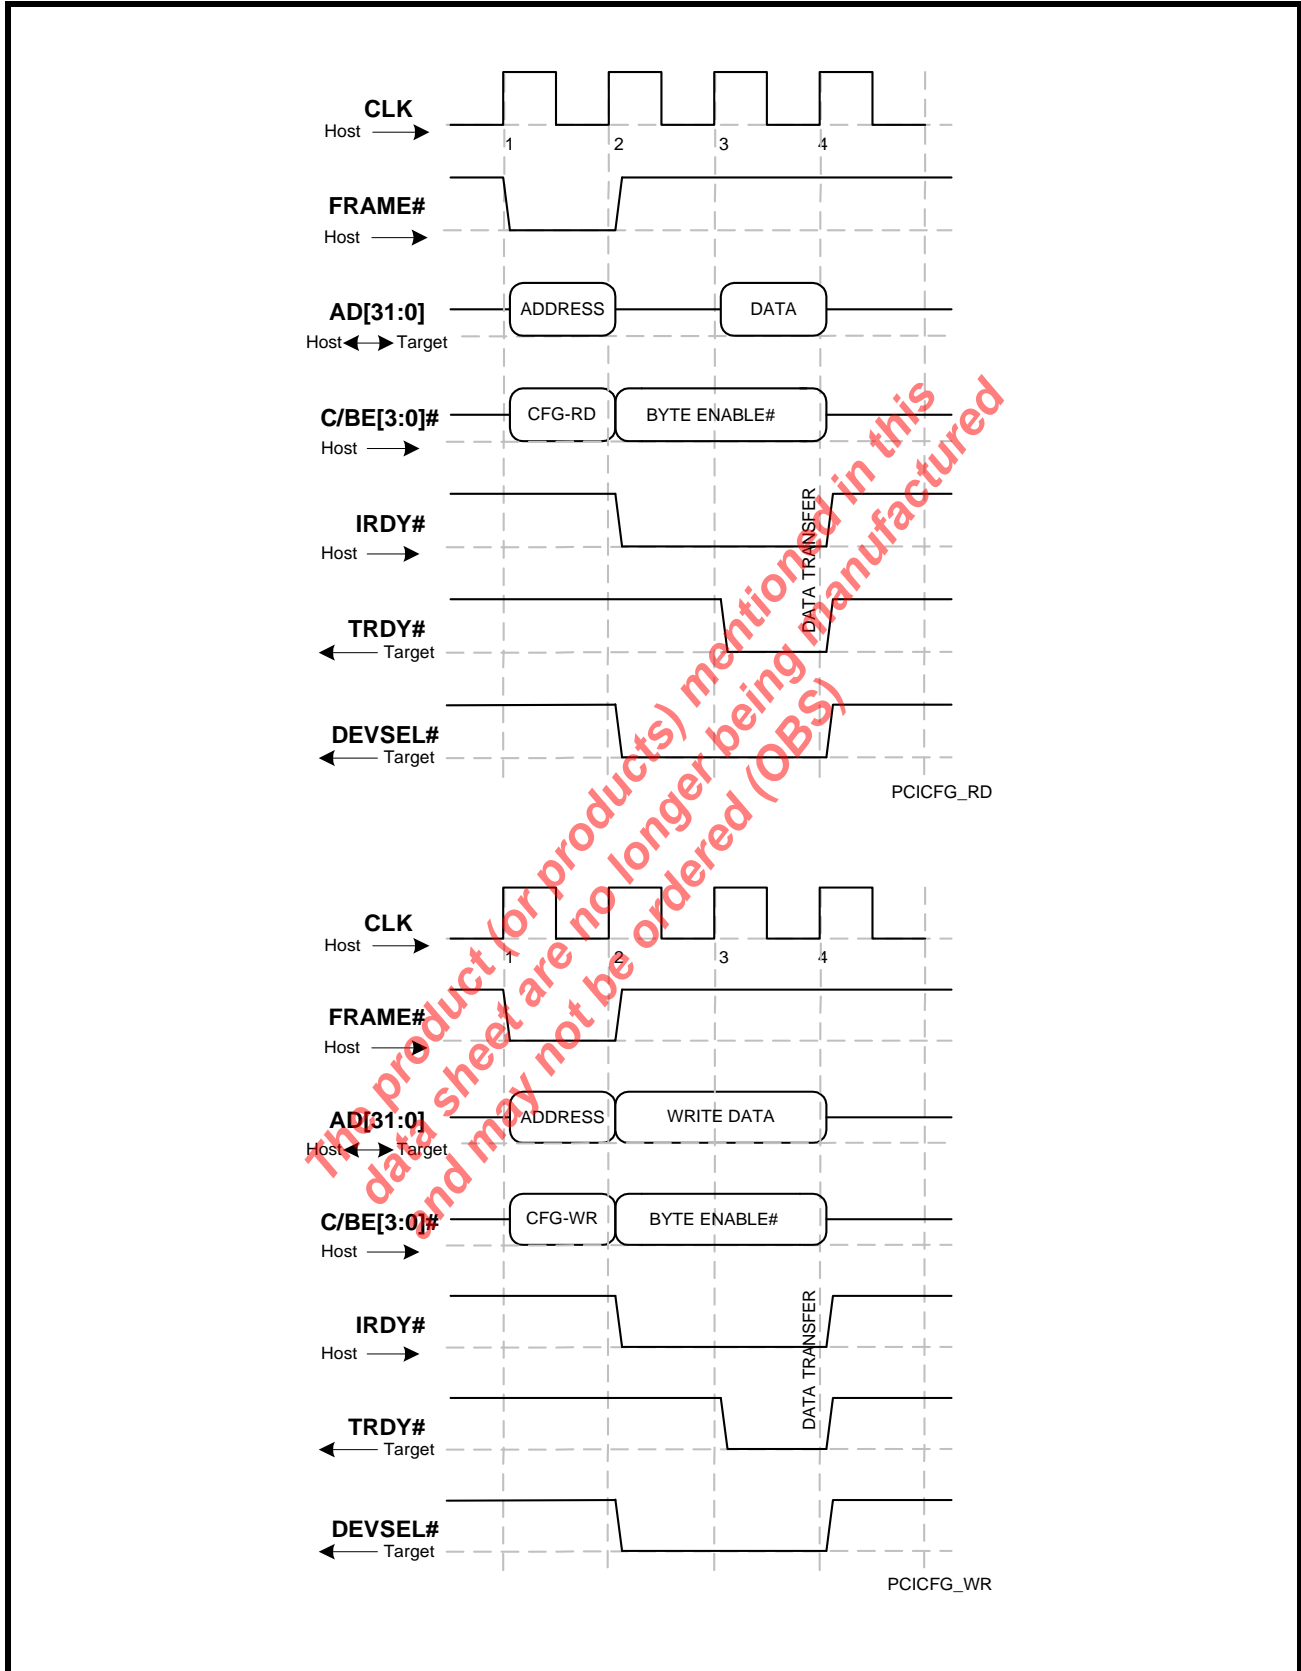 CLK
Host
1
2
3
4
FRAME#
Host
AD[31:0]
ADDRESS
DATA
Host
Target
C/BE[3:0]#
CFG-RD
BYTE ENABLE#
Host
IRDY#
Host
DATA TRANSFER
TRDY#
Target
DEVSEL#
Target
PCICFG_RD
The product (or products) mentioned in this
data sheet are no longer being manufactured
and may not be ordered (OBS)
CLK
Host
1
2
3
4
FRAME#
Host
AD[31:0]
ADDRESS
WRITE DATA
Host
Target
C/BE[3:0]#
CFG-WR
BYTE ENABLE#
Host
IRDY#
Host
DATA TRANSFER
TRDY#
Target
DEVSEL#
Target
PCICFG_WR